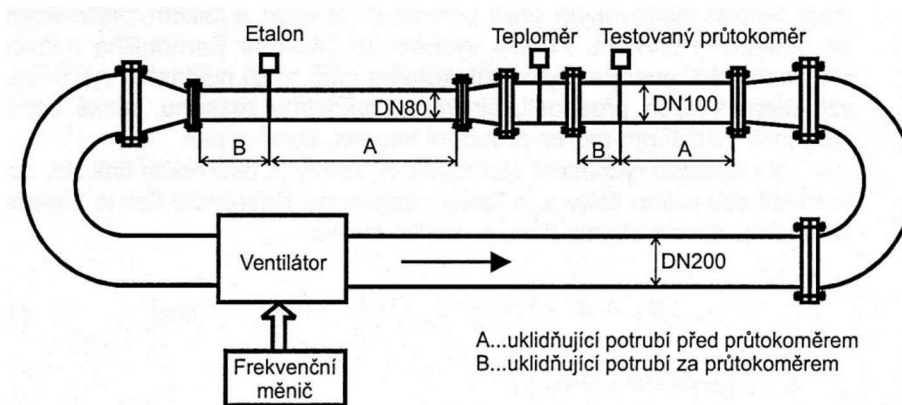 Etalon
Teploměr
Testovaný průtokoměr
DN80
DN100
B
A
B
A
Ventilátor
DN200
Frekvenční
měnič
A...uklidňující potrubí před průtokoměrem
B...uklidňující potrubí za průtokoměrem